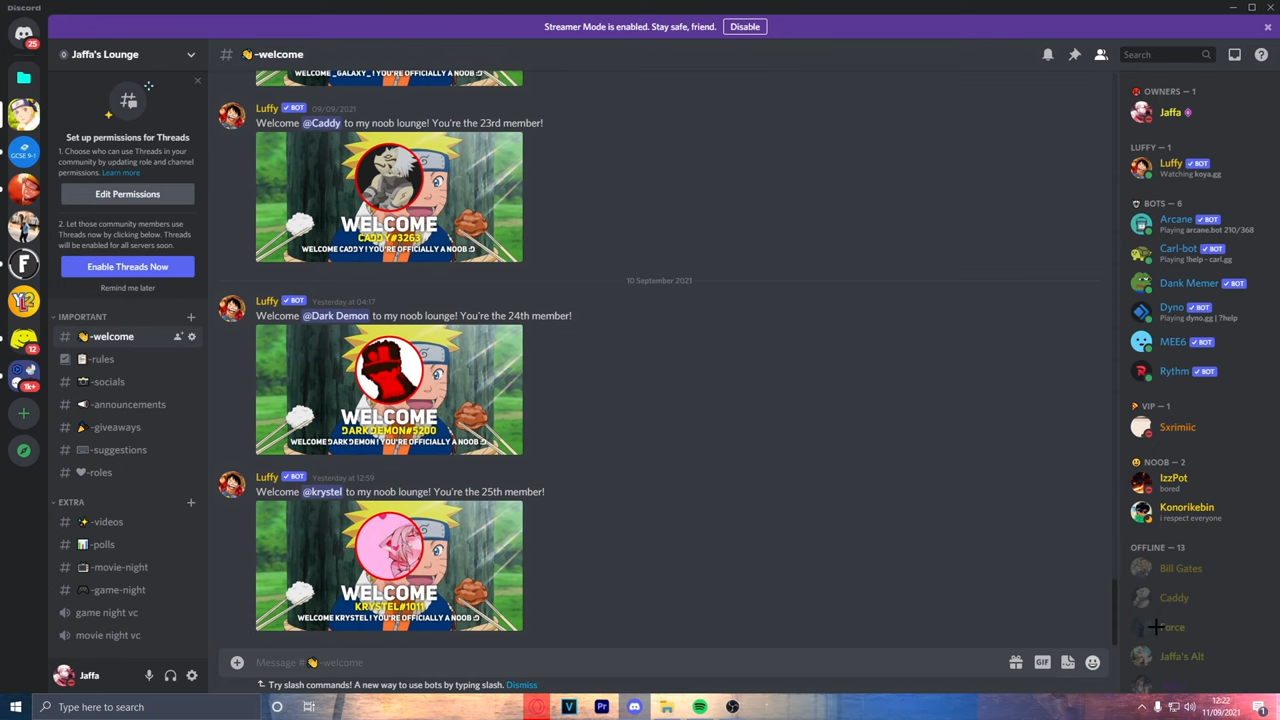 Discord
Streamer Mode is enabled. Stay safe, friend. Disable
25
Jaffa's Lounge
# 👋-welcome
Search
Set up permissions for Threads
1. Choose who can use Threads in your community by updating role and channel permissions. Learn more
Edit Permissions
2. Let those community members use Threads now by clicking below. Threads will be enabled for all servers soon.
Enable Threads Now
Remind me later
GCSE 9-1
F
12
1k+
IMPORTANT
👋-welcome
📋-rules
-socials
📣-announcements
🎉-giveaways
-suggestions
-roles
EXTRA
✨-videos
📊-polls
-movie-night
🎮-game-night
game night vc
movie night vc
Jaffa
WELCOME _GALAXY_! YOU'RE OFFICIALLY A NOOB :D
Luffy BOT 09/09/2021
Welcome @Caddy to my noob lounge! You're the 23rd member!
WELCOME
CADDY#3263
WELCOME CADDY! YOU'RE OFFICIALLY A NOOB :D
10 September 2021
Luffy BOT Yesterday at 04:17
Welcome @Dark Demon to my noob lounge! You're the 24th member!
WELCOME
DARK DEMON#5200
WELCOME DARK DEMON! YOU'RE OFFICIALLY A NOOB :D
Luffy BOT Yesterday at 12:59
Welcome @krystel to my noob lounge! You're the 25th member!
WELCOME
KRYSTEL#1011
WELCOME KRYSTEL! YOU'RE OFFICIALLY A NOOB :D
Message #👋-welcome
GIF
Try slash commands! A new way to use bots by typing slash. Dismiss
OWNERS — 1
Jaffa
LUFFY — 1
Luffy BOT
Watching koya.gg
BOTS — 6
Arcane BOT
Playing arcane.bot 210/368
Carl-bot BOT
Playing !help - carl.gg
Dank Memer BOT
Dyno BOT
Playing dyno.gg | ?help
MEE6 BOT
Rythm BOT
VIP — 1
Sxrimiic
NOOB — 2
IzzPot
bored
Konorikebin
i respect everyone
OFFLINE — 13
Bill Gates
Caddy
orce
Jaffa's Alt
Type here to search
V
Pr
12:22
11/09/2021
1